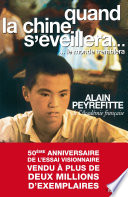 quand
la chine
s'éveillera...
...le monde tremblera
ALAIN
PEYREFITTE
de l'Académie française
50ème ANNIVERSAIRE
DE L'ESSAI VISIONNAIRE
VENDU À PLUS DE
DEUX MILLIONS
D'EXEMPLAIRES